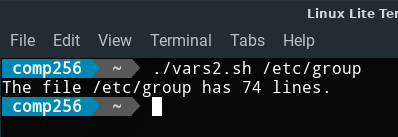 Linux Lite Ter
File Edit View Terminal Tabs Help
comp256 ~ ./vars2.sh /etc/group
The file /etc/group has 74 lines.
comp256 ~